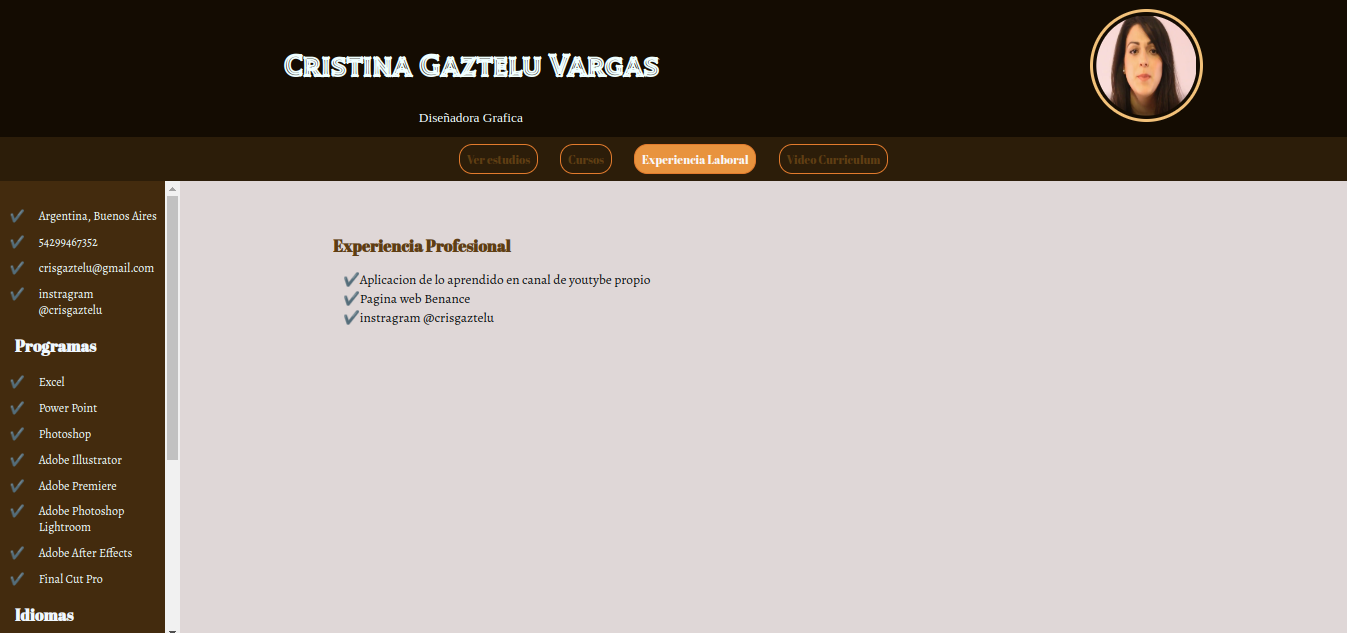 Cristina Gaztelu Vargas
Diseñadora Grafica
Ver estudios
Cursos
Experiencia Laboral
Video Curriculum
✔ Argentina, Buenos Aires
✔ 54299467352
✔ crisgaztelu@gmail.com
✔ instragram
@crisgaztelu
Programas
✔ Excel
✔ Power Point
✔ Photoshop
✔ Adobe Illustrator
✔ Adobe Premiere
✔ Adobe Photoshop
Lightroom
✔ Adobe After Effects
✔ Final Cut Pro
Idiomas
Experiencia Profesional
✔Aplicacion de lo aprendido en canal de youtybe propio
✔Pagina web Benance
✔instragram @crisgaztelu